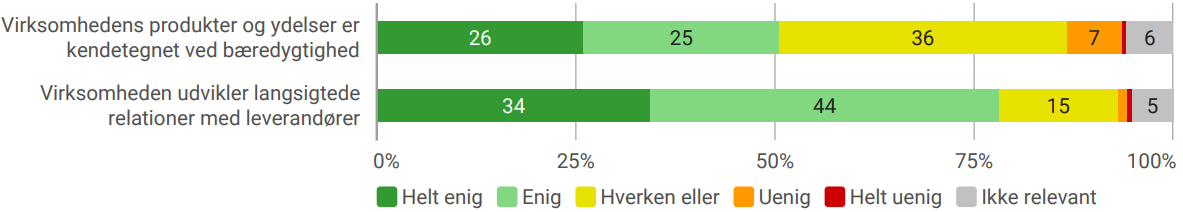 Virksomhedens produkter og ydelser er
kendetegnet ved bæredygtighed
26 25 36 7 6
Virksomheden udvikler langsigtede
relationer med leverandører
34 44 15 5
0% 25% 50% 75% 100%
Helt enig Enig Hverken eller Uenig Helt uenig Ikke relevant